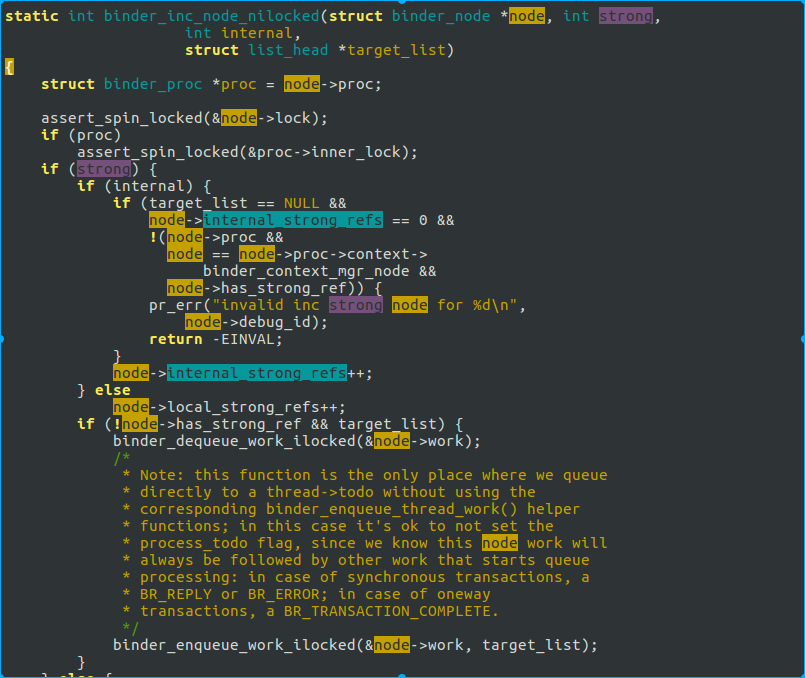 static int binder_inc_node_nilocked(struct binder_node *node, int strong,
                    int internal,
                    struct list_head *target_list)
{
    struct binder_proc *proc = node->proc;

    assert_spin_locked(&node->lock);
    if (proc)
        assert_spin_locked(&proc->inner_lock);
    if (strong) {
        if (internal) {
            if (target_list == NULL &&
                node->internal_strong_refs == 0 &&
                !(node->proc &&
                  node == node->proc->context->
                      binder_context_mgr_node &&
                  node->has_strong_ref)) {
                pr_err("invalid inc strong node for %d\n",
                    node->debug_id);
                return -EINVAL;
            }
            node->internal_strong_refs++;
        } else
            node->local_strong_refs++;
        if (!node->has_strong_ref && target_list) {
            binder_dequeue_work_ilocked(&node->work);
            /*
             * Note: this function is the only place where we queue
             * directly to a thread->todo without using the
             * corresponding binder_enqueue_thread_work() helper
             * functions; in this case it's ok to not set the
             * process_todo flag, since we know this node work will
             * always be followed by other work that starts queue
             * processing: in case of synchronous transactions, a
             * BR_REPLY or BR_ERROR; in case of oneway
             * transactions, a BR_TRANSACTION_COMPLETE.
             */
            binder_enqueue_work_ilocked(&node->work, target_list);
        }
    } else {